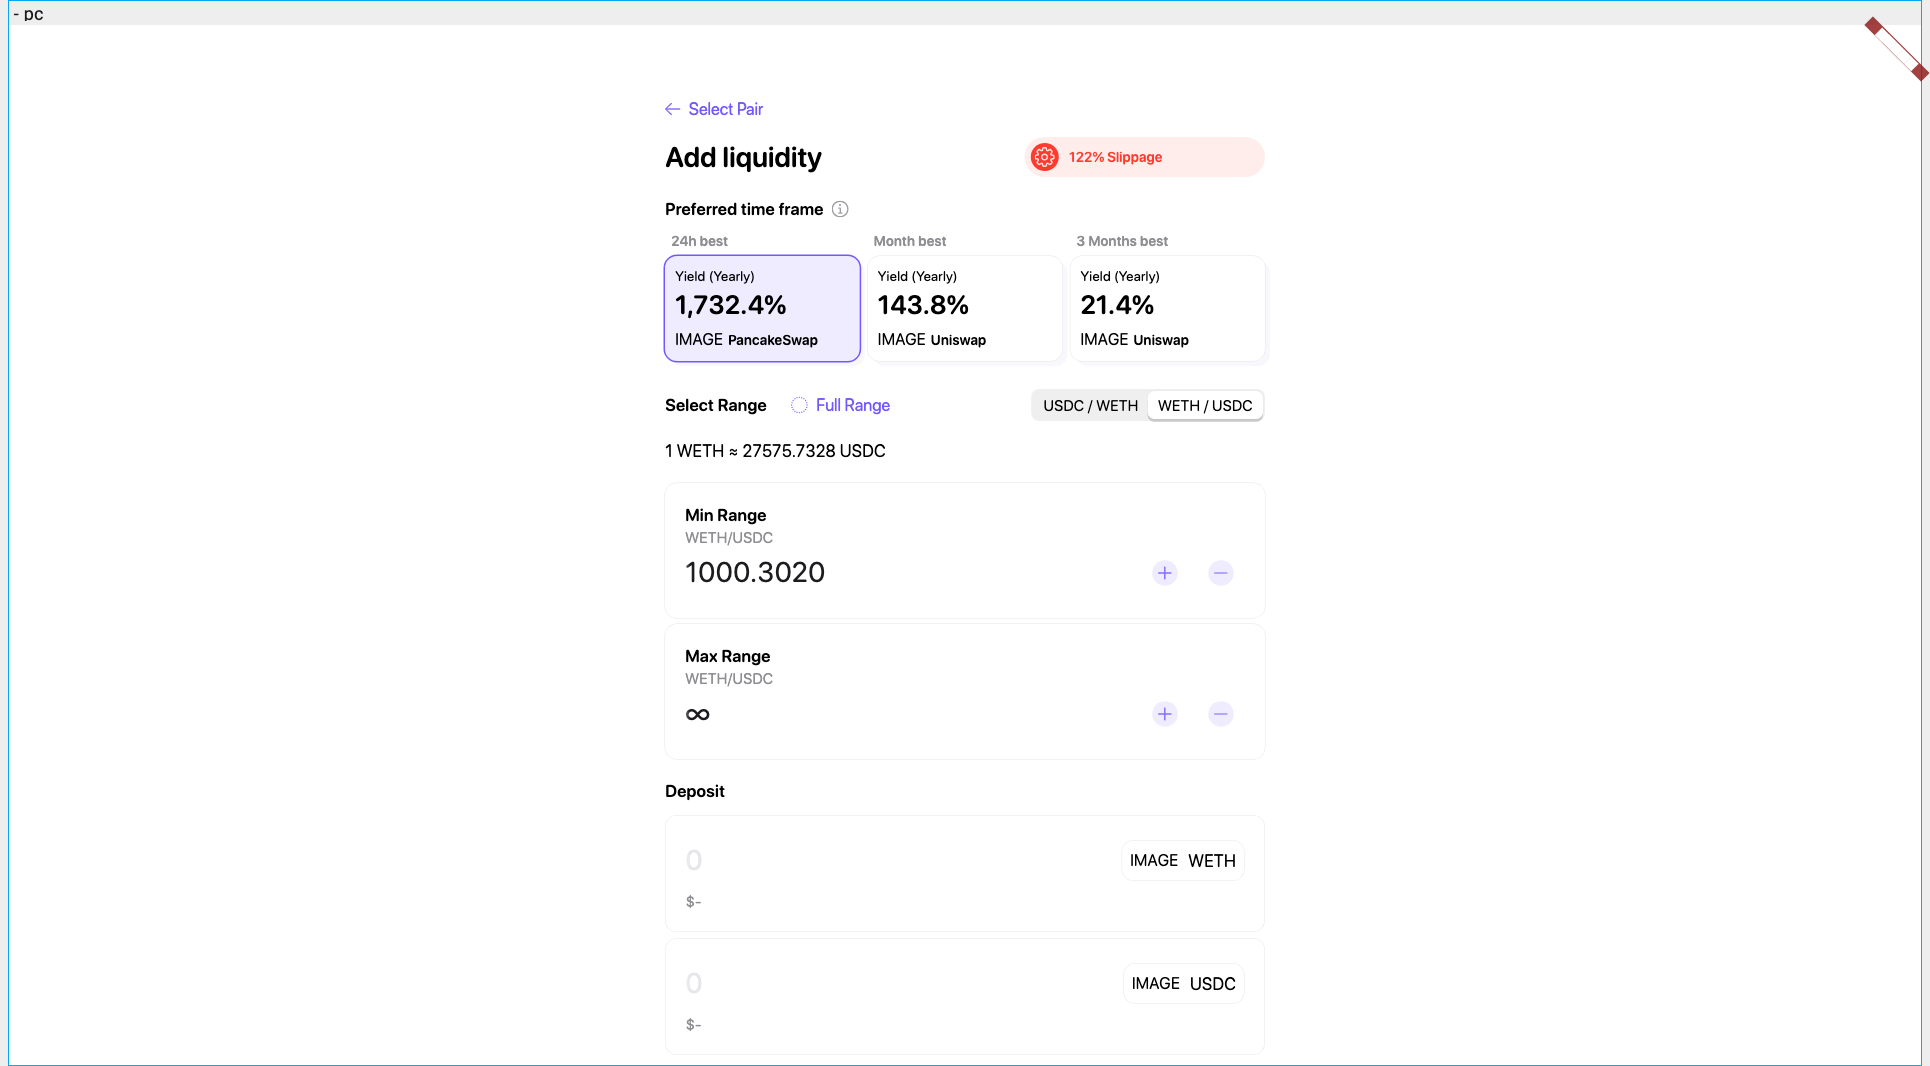 - pc
Select Pair
Add liquidity
122% Slippage
Preferred time frame
24h best
Month best
3 Months best
Yield (Yearly)
1,732.4%
IMAGE PancakeSwap
Yield (Yearly)
143.8%
IMAGE Uniswap
Yield (Yearly)
21.4%
IMAGE Uniswap
Select Range
Full Range
USDC / WETH
WETH / USDC
1 WETH ≈ 27575.7328 USDC
Min Range
WETH/USDC
1000.3020
Max Range
WETH/USDC
∞
Deposit
0
IMAGE WETH
$-
0
IMAGE USDC
$-